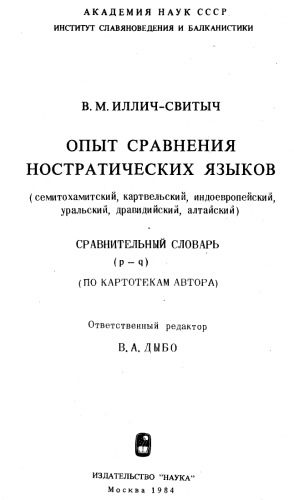 АКАДЕМИЯ НАУК СССР
ИНСТИТУТ СЛАВЯНОВЕДЕНИЯ И БАЛКАНИСТИКИ
В. М. ИЛЛИЧ-СВИТЫЧ
ОПЫТ СРАВНЕНИЯ
НОСТРАТИЧЕСКИХ ЯЗЫКОВ
(семитохамитский, картвельский, индоевропейский,
уральский, дравидийский, алтайский)
СРАВНИТЕЛЬНЫЙ СЛОВАРЬ
(p – q)
(ПО КАРТОТЕКАМ АВТОРА)
Ответственный редактор
В. А. ДЫБО
ИЗДАТЕЛЬСТВО "НАУКА"
Москва 1984